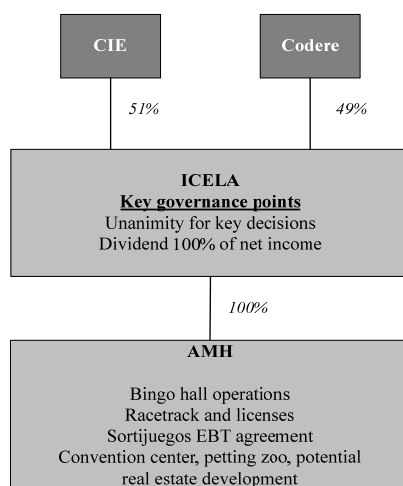 CIE
Codere
51%
49%
ICELA
Key governance points
Unanimity for key decisions
Dividend 100% of net income
100%
AMH
Bingo hall operations
Racetrack and licenses
Sortijuegos EBT agreement
Convention center, petting zoo, potential
real estate development